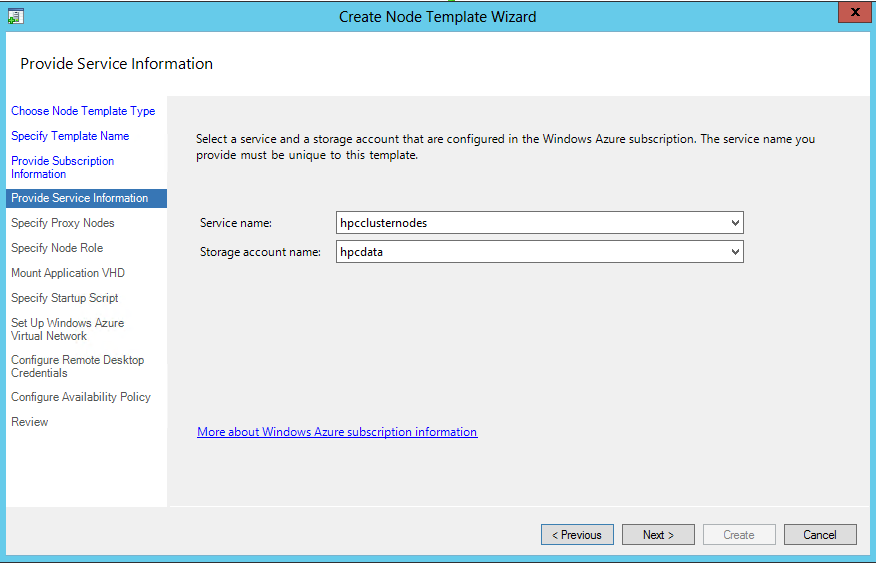 Create Node Template Wizard
x
Provide Service Information
Choose Node Template Type
Specify Template Name
Provide Subscription
Information
Provide Service Information
Specify Proxy Nodes
Specify Node Role
Mount Application VHD
Specify Startup Script
Set Up Windows Azure
Virtual Network
Configure Remote Desktop
Credentials
Configure Availability Policy
Review
Select a service and a storage account that are configured in the Windows Azure subscription. The service name you
provide must be unique to this template.
Service name: hpcclusternodes
Storage account name: hpcdata
More about Windows Azure subscription information
< Previous Next > Create Cancel